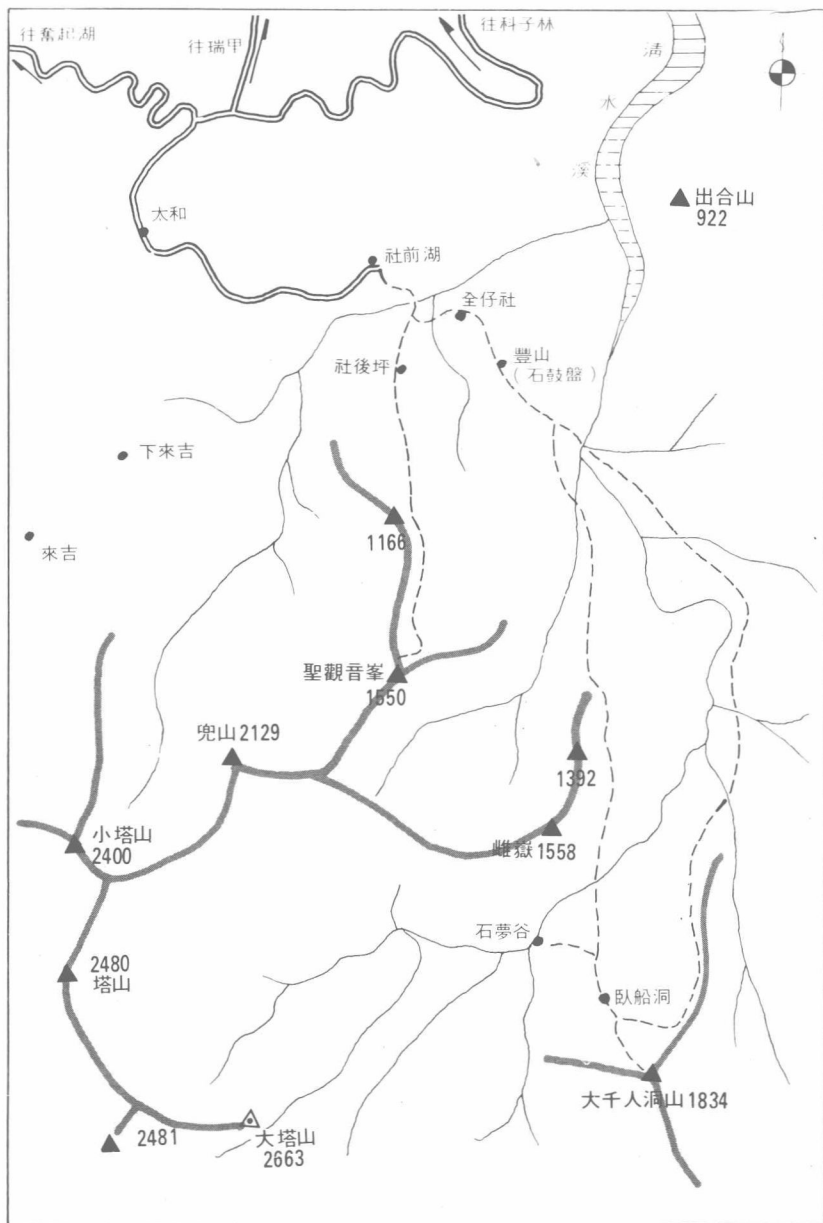 往奮起湖
往瑞甲
往科子林
清水溪
出合山
922
太和
社前湖
全仔社
豐山
(石鼓盤)
社後坪
下來吉
來吉
1166
聖觀音峯
1550
兜山2129
1392
小塔山
2400
雌嶽1558
石夢谷
2480
塔山
臥船洞
大千人洞山1834
2481
大塔山
2663